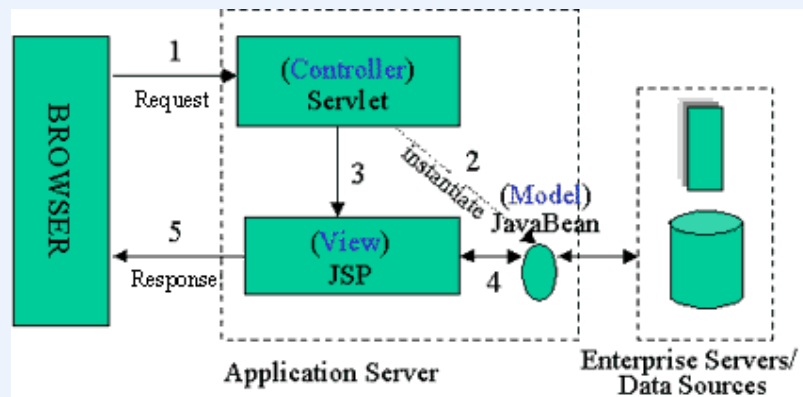 BROWSER
1
Request
(Controller)
Servlet
3
2
instantiate
(Model)
JavaBean
5
Response
(View)
JSP
4
Application Server
Enterprise Servers/
Data Sources